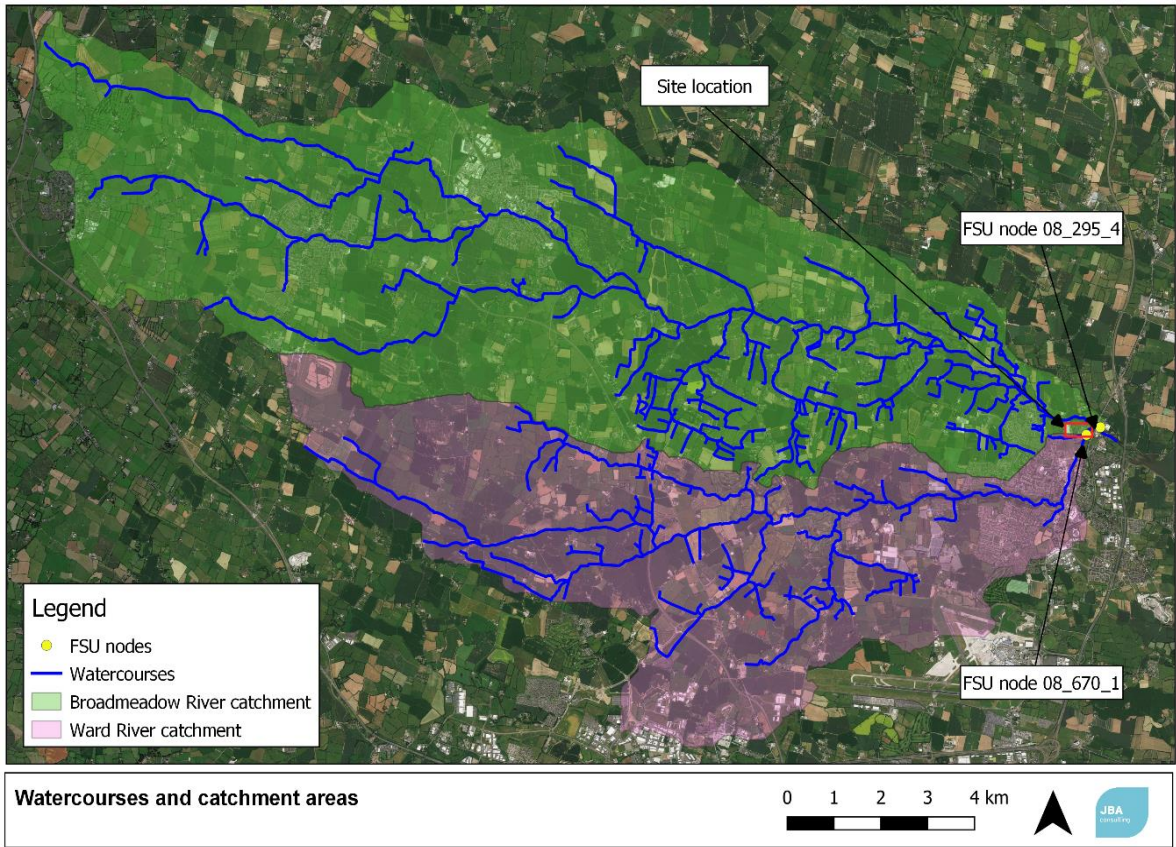 Site location
FSU node 08_295_4
Legend
FSU nodes
Watercourses
Broadmeadow River catchment
Ward River catchment
FSU node 08_670_1
Watercourses and catchment areas
0 1 2 3 4 km
JBA
consulting